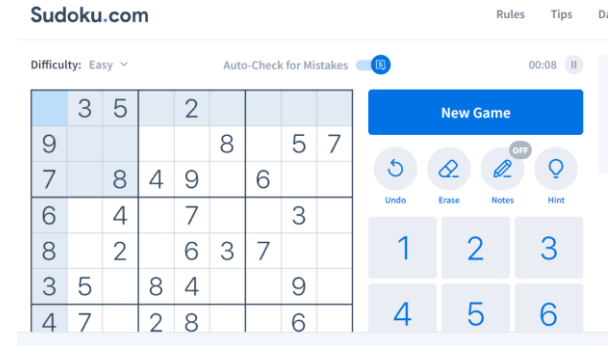 Sudoku.com
Rules Tips Da
Difficulty: Easy Auto-Check for Mistakes 00:08
3 5 2
9 8 5 7
7 8 4 9 6
6 4 7 3
8 2 6 3 7
3 5 8 4 9
4 7 2 8 6
New Game
OFF
Undo Erase Notes Hint
1 2 3
4 5 6